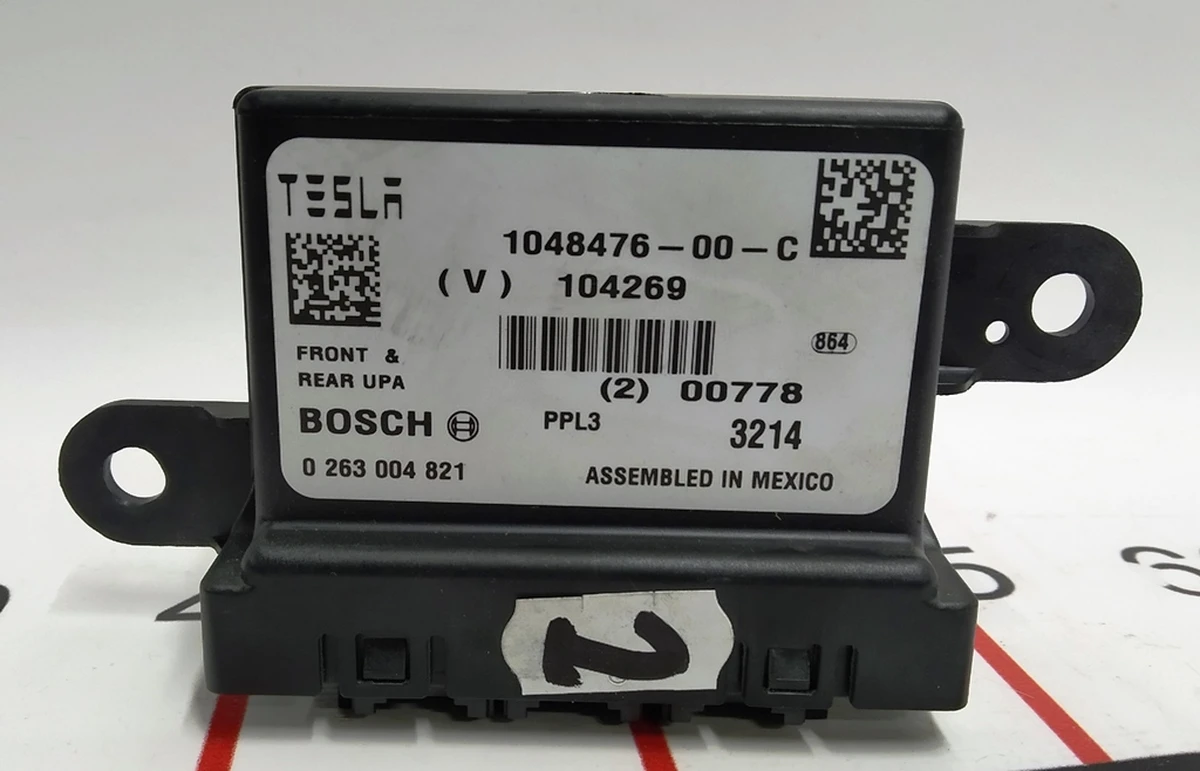 TESLA
1048476-00-C
(V) 104269
864
FRONT &
REAR UPA
(2) 00778
BOSCH
PPL3
3214
0 263 004 821
ASSEMBLED IN MEXICO
2